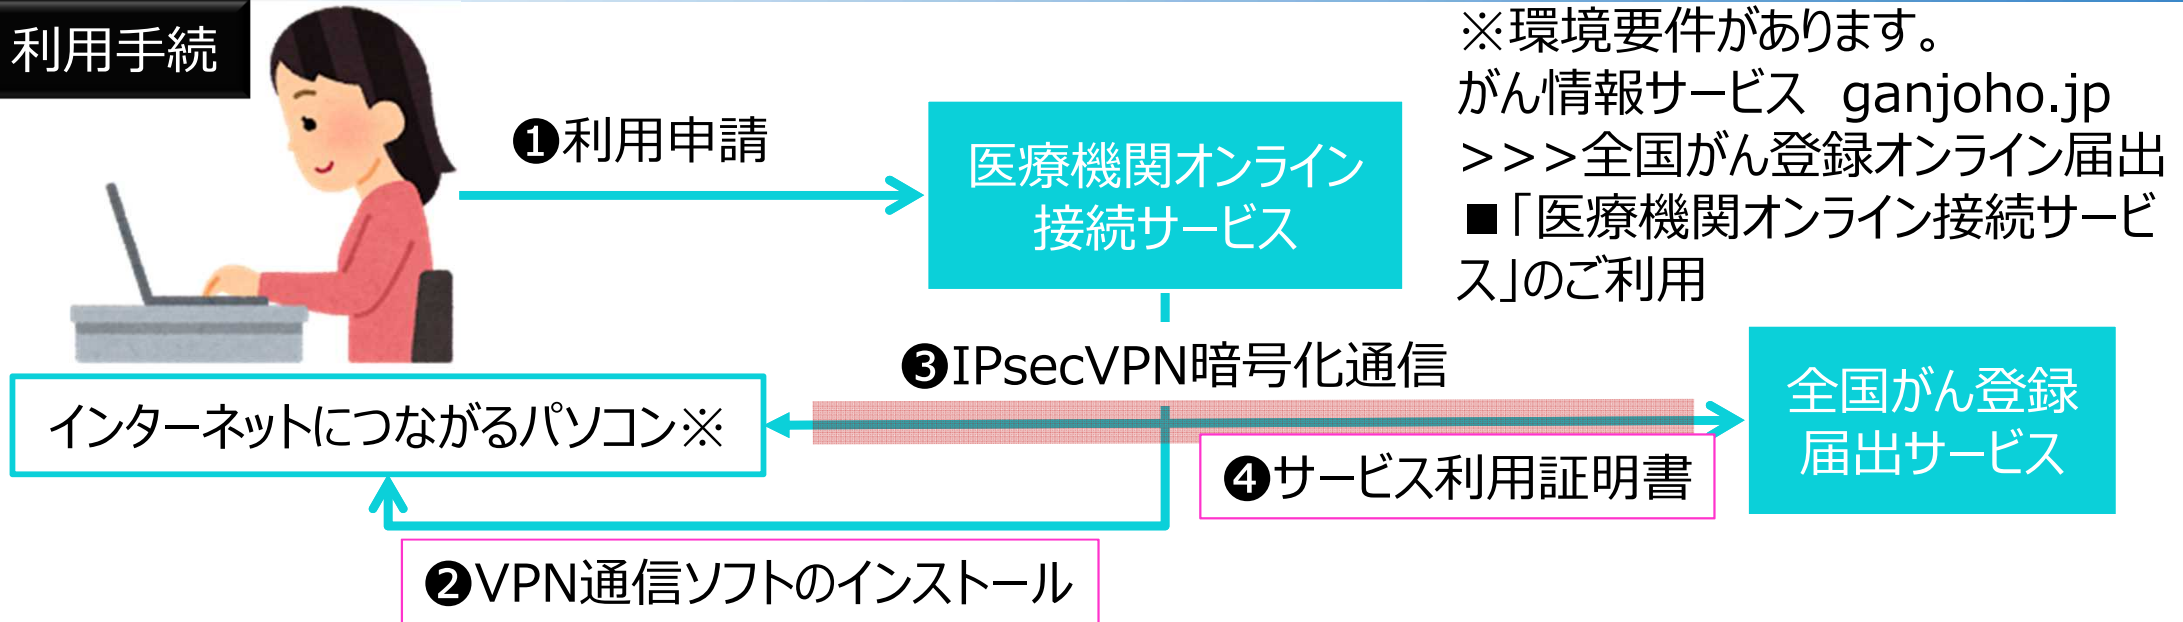 利用手続
❶利用申請
医療機関オンライン
接続サービス
※環境要件があります。
がん情報サービス　ganjoho.jp
>>>全国がん登録オンライン届出
■「医療機関オンライン接続サービ
ス」のご利用
❸IPsecVPN暗号化通信
インターネットにつながるパソコン※
全国がん登録
届出サービス
❹サービス利用証明書
❷VPN通信ソフトのインストール